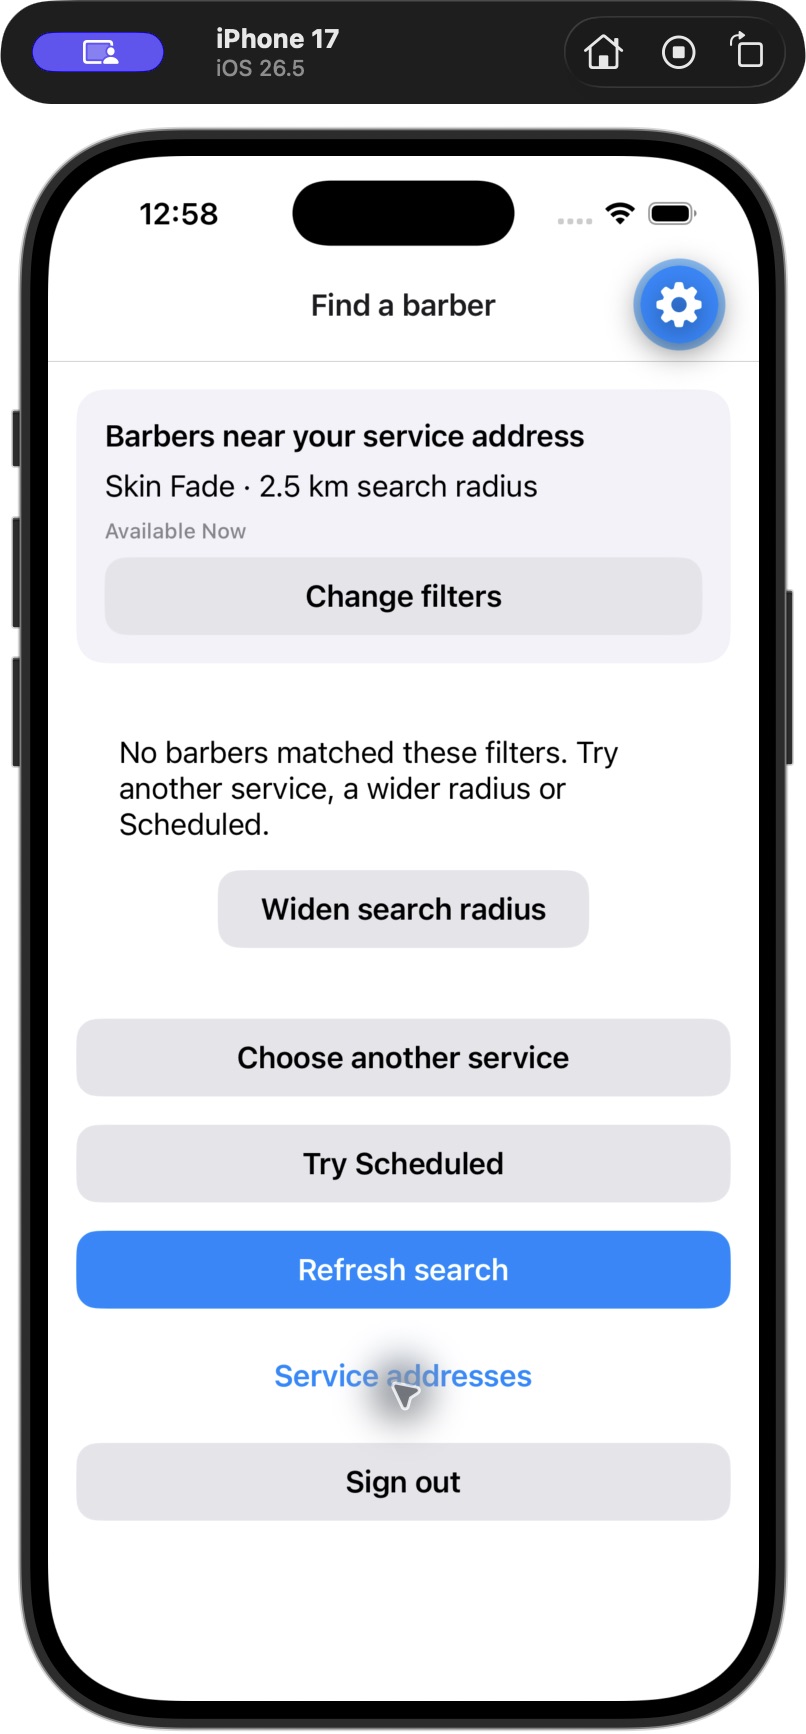 iPhone 17
iOS 26.5
12:58
Find a barber
Barbers near your service address
Skin Fade · 2.5 km search radius
Available Now
Change filters
No barbers matched these filters. Try
another service, a wider radius or
Scheduled.
Widen search radius
Choose another service
Try Scheduled
Refresh search
Service addresses
Sign out